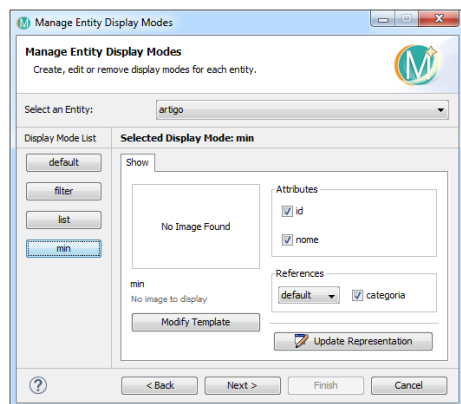 Manage Entity Display Modes
Manage Entity Display Modes
Create, edit or remove display modes for each entity.
Select an Entity:
artigo
Display Mode List
Selected Display Mode: min
default
filter
list
min
Show
No Image Found
min
No image to display
Modify Template
Attributes
id
nome
References
default
categoria
Update Representation
< Back
Next >
Finish
Cancel